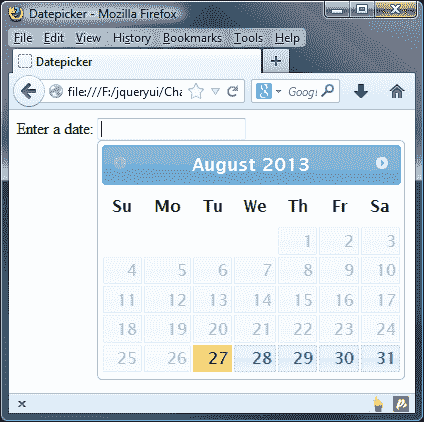 Datepicker - Mozilla Firefox
File Edit View History Bookmarks Tools Help
Datepicker +
file:///F:/jqueryui/Cha
Goog
Enter a date:
August 2013
Su Mo Tu We Th Fr Sa
1 2 3
4 5 6 7 8 9 10
11 12 13 14 15 16 17
18 19 20 21 22 23 24
25 26 27 28 29 30 31